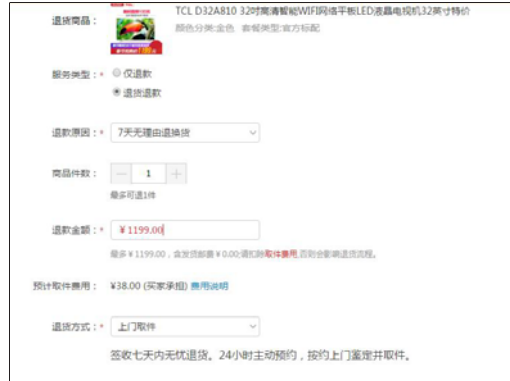 退货商品：
TCL D32A810 32吋高清智能WIFI网络平板LED液晶电视机32英寸特价
颜色分类:金色 套餐类型:官方标配
服务类型：* 仅退款
退货退款
退款原因：* 7天无理由退换货
商品件数： — 1 +
最多可退1件
退款金额：* ¥1199.00
最多¥1199.00，含发货邮费¥0.00;请扣除取件费用,否则会影响退货流程。
预计取件费用： ¥38.00 (买家承担) 费用说明
退货方式：* 上门取件
签收七天内无忧退货。24小时主动预约，按约上门鉴定并取件。